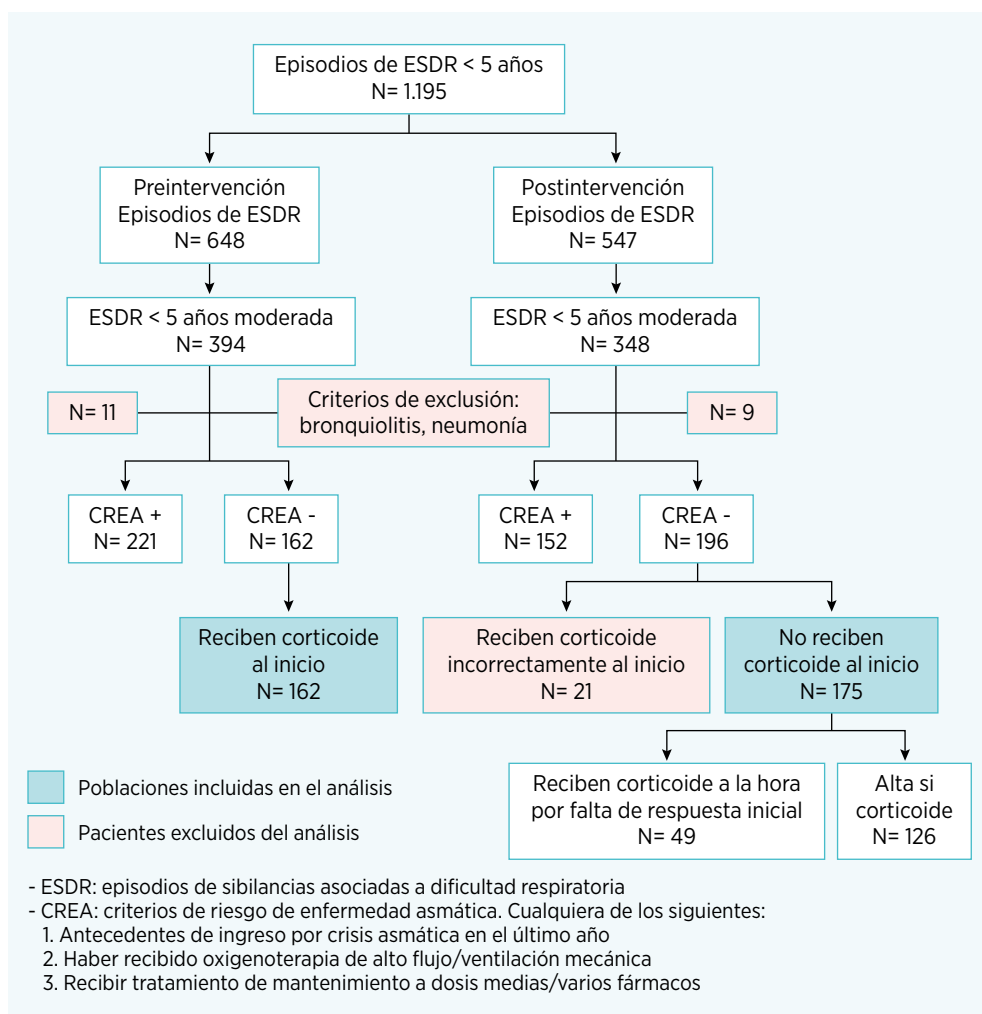 Episodios de ESDR < 5 años
N= 1.195
Preintervención
Episodios de ESDR
N= 648
Postintervención
Episodios de ESDR
N= 547
ESDR < 5 años moderada
N= 394
ESDR < 5 años moderada
N= 348
N= 11
Criterios de exclusión:
bronquiolitis, neumonía
N= 9
CREA +
N= 221
CREA -
N= 162
CREA +
N= 152
CREA -
N= 196
Reciben corticoide
al inicio
N= 162
Reciben corticoide
incorrectamente al inicio
N= 21
No reciben
corticoide al inicio
N= 175
Reciben corticoide a la hora
por falta de respuesta inicial
N= 49
Alta si
corticoide
N= 126
Poblaciones incluidas en el análisis
Pacientes excluidos del análisis
- ESDR: episodios de sibilancias asociadas a dificultad respiratoria
- CREA: criterios de riesgo de enfermedad asmática. Cualquiera de los siguientes:
1. Antecedentes de ingreso por crisis asmática en el último año
2. Haber recibido oxigenoterapia de alto flujo/ventilación mecánica
3. Recibir tratamiento de mantenimiento a dosis medias/varios fármacos